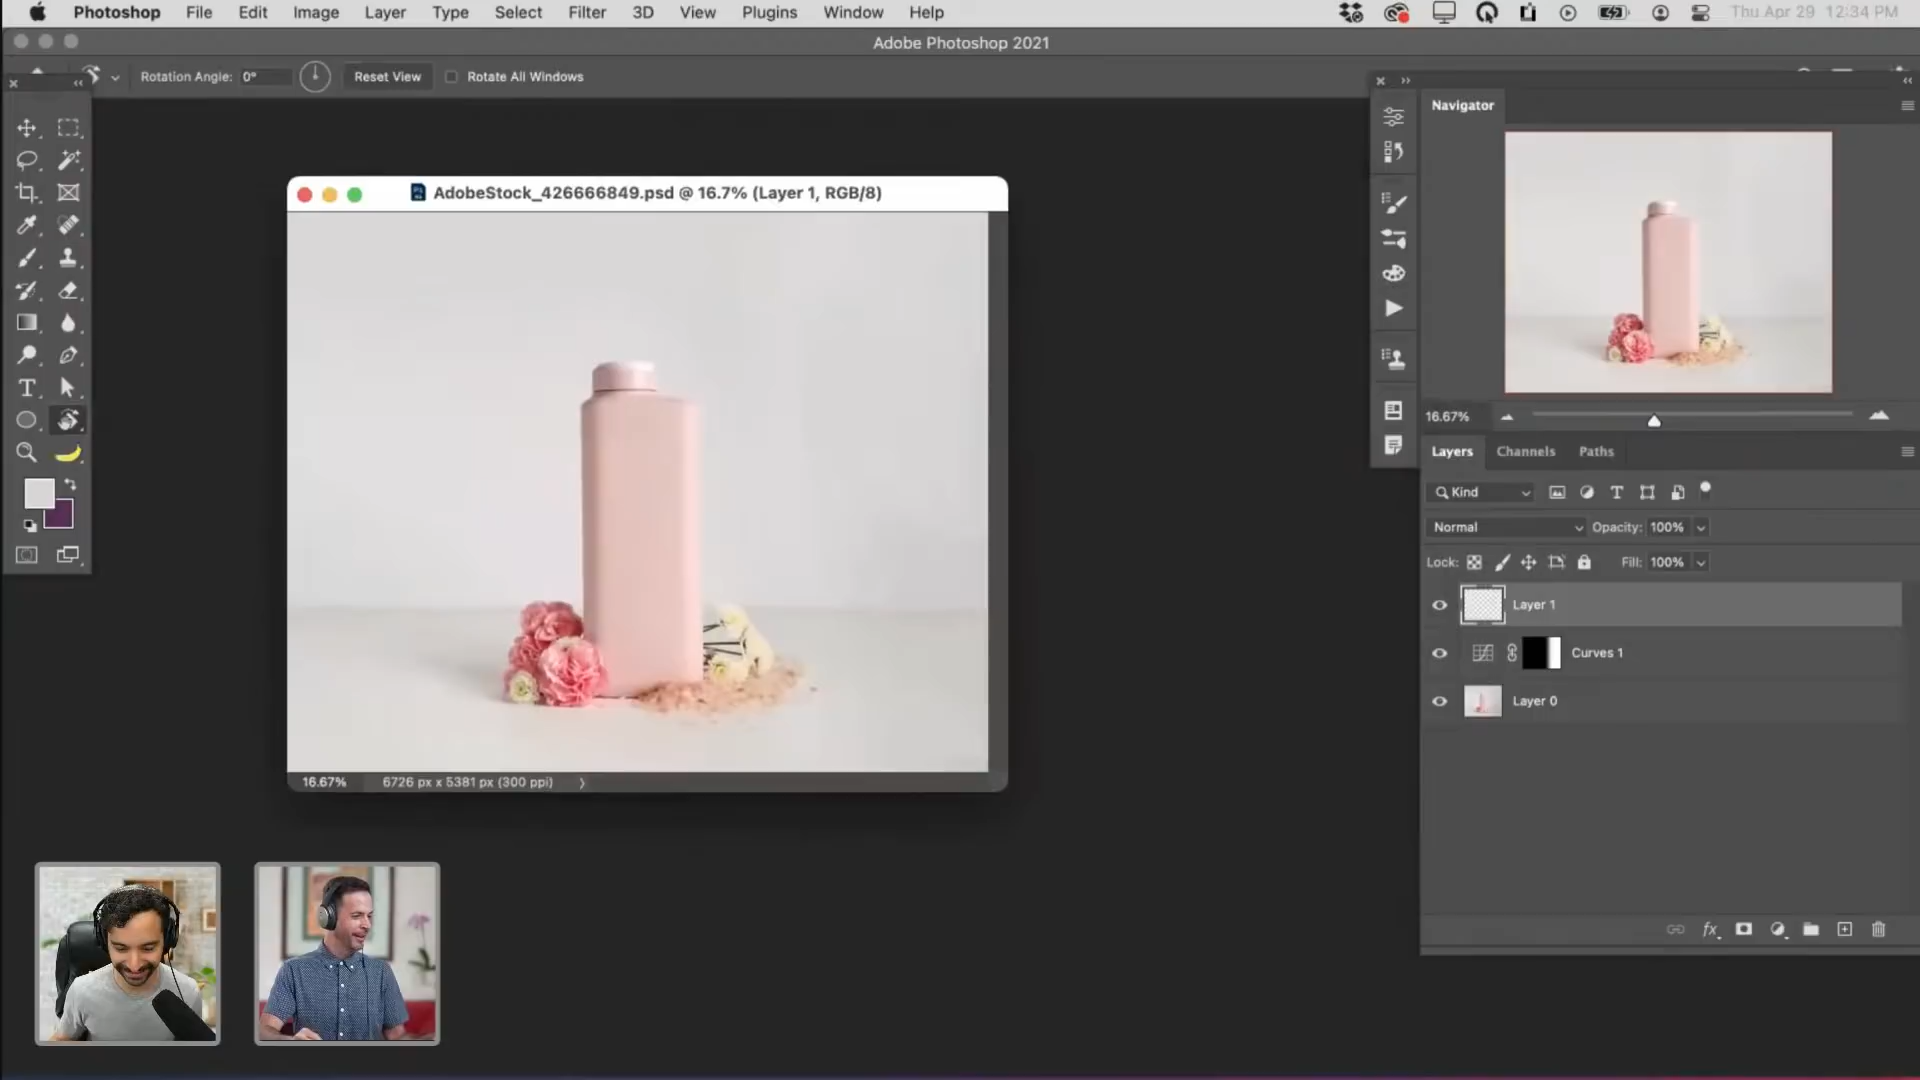 Photoshop File Edit Image Layer Type Select Filter 3D View Plugins Window Help Thu Apr 29 12:34 PM
Adobe Photoshop 2021
Rotation Angle: 0° Reset View Rotate All Windows
Navigator
AdobeStock_426666849.psd @ 16.7% (Layer 1, RGB/8)
16.67%
Layers Channels Paths
Kind
Normal Opacity: 100%
Lock: Fill: 100%
Layer 1
Curves 1
Layer 0
16.67% 6726 px x 5381 px (300 ppi)
fx